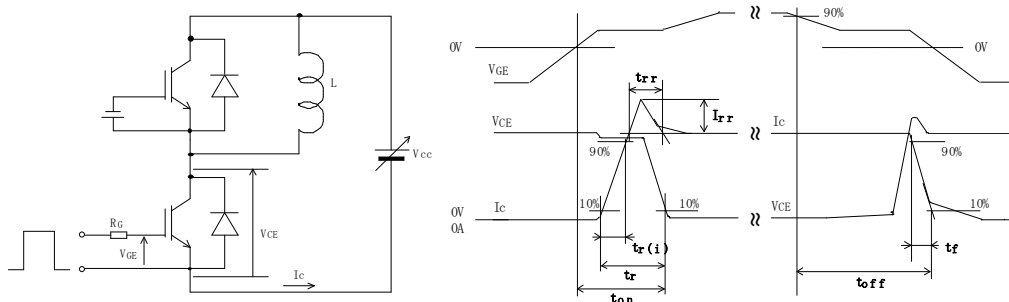 L
Vcc
RG
VGE
VCE
Ic
0V
VGE
90%
0V
trr
Irr
VCE
Ic
90%
90%
Ic
10%
10%
VCE
10%
0V
0A
tr(i)
tr
ton
tf
toff